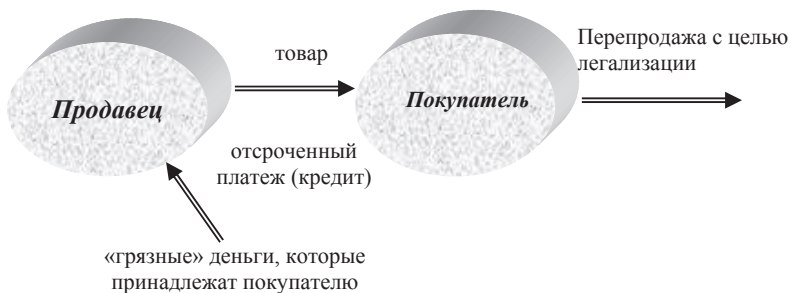 товар
Перепродажа с целью
легализации
Продавец
Покупатель
отсроченный
платеж (кредит)
«грязные» деньги, которые
принадлежат покупателю